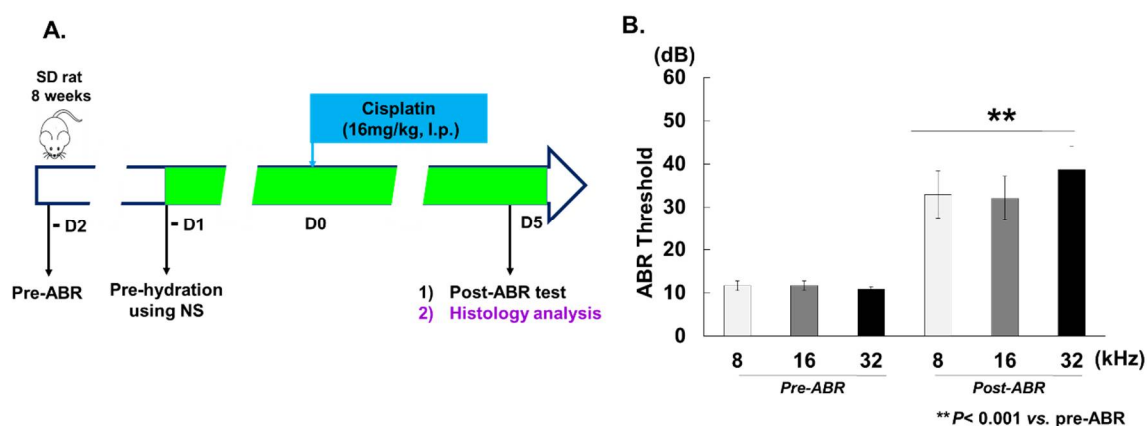 A.
SD rat
8 weeks
Cisplatin
(16mg/kg, I.p.)
- D2
- D1
D0
D5
Pre-ABR
Pre-hydration
using NS
1) Post-ABR test
2) Histology analysis
B.
(dB)
60
50
40
30
20
10
0
ABR Threshold
**
8 16 32 8 16 32 (kHz)
Pre-ABR Post-ABR
**P< 0.001 vs. pre-ABR